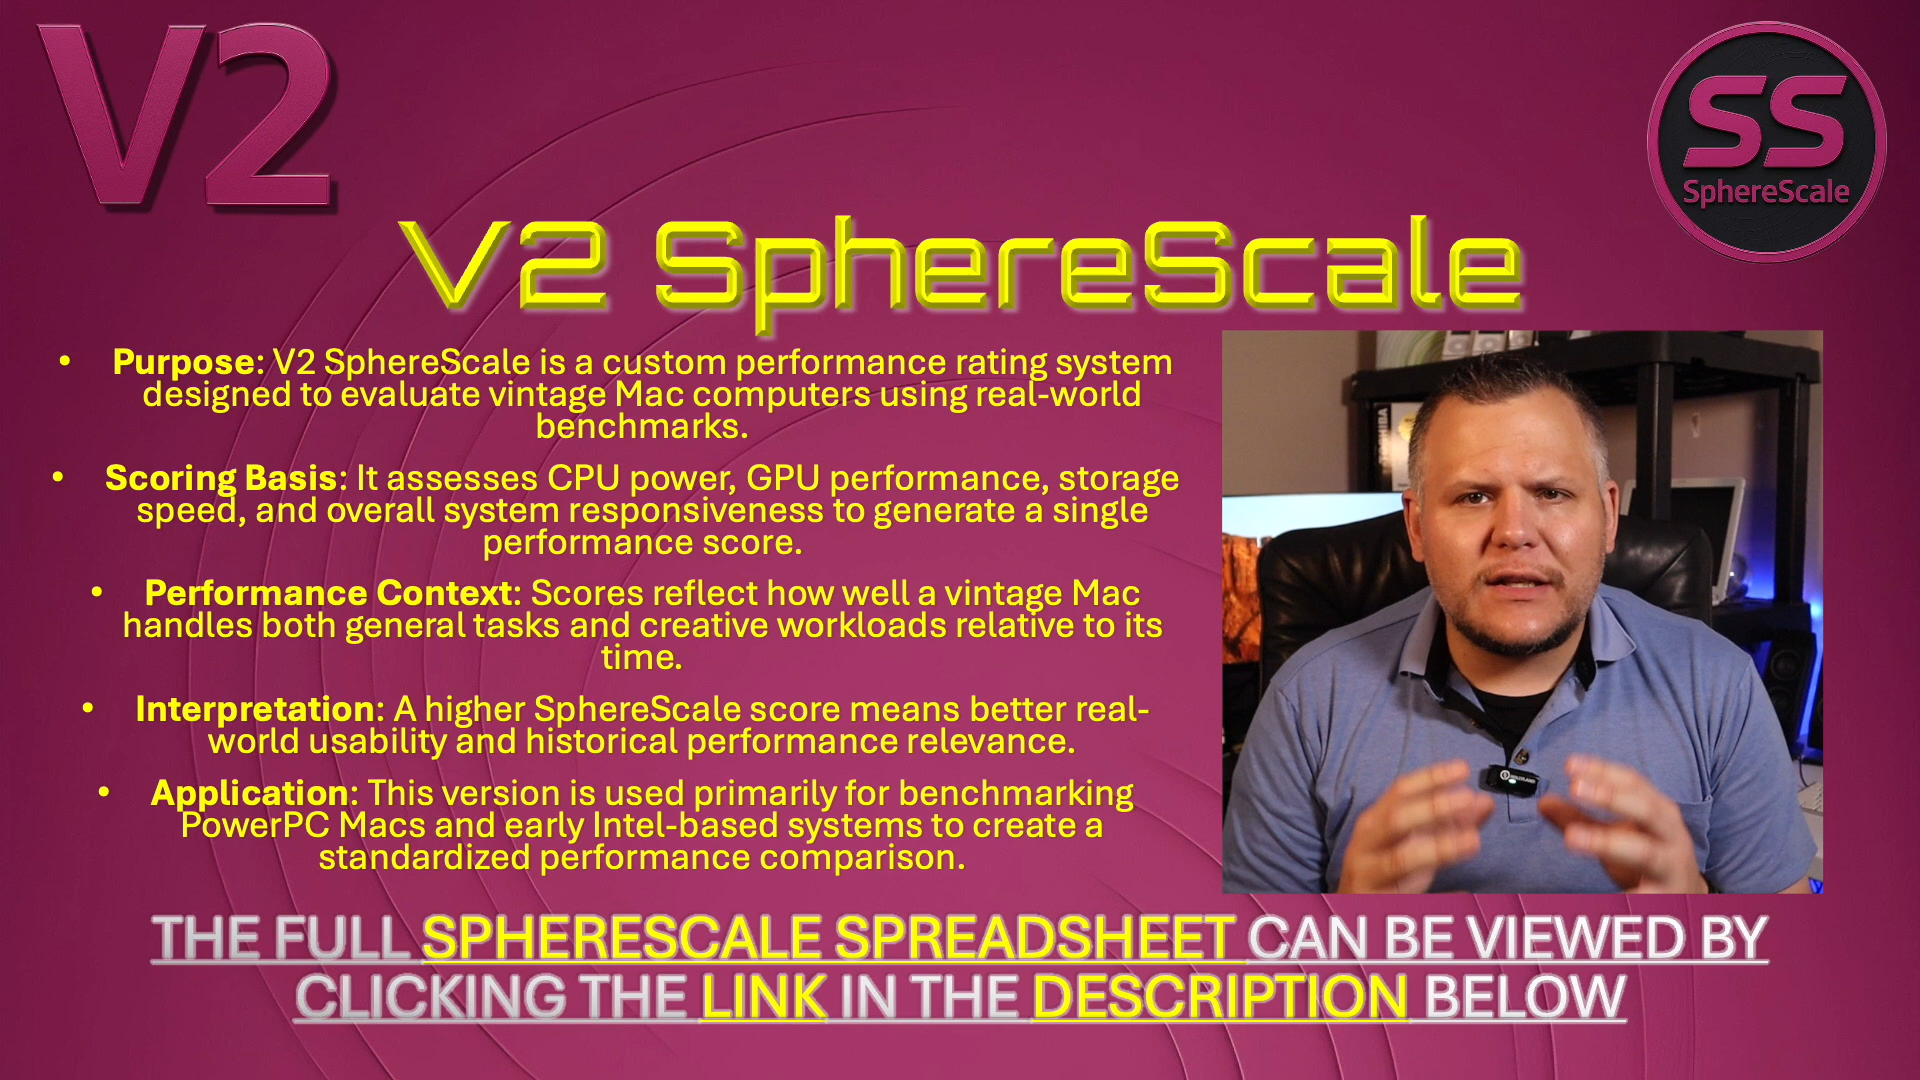 V2
SS
SphereScale
V2 SphereScale
• Purpose: V2 SphereScale is a custom performance rating system
designed to evaluate vintage Mac computers using real-world
benchmarks.
• Scoring Basis: It assesses CPU power, GPU performance, storage
speed, and overall system responsiveness to generate a single
performance score.
• Performance Context: Scores reflect how well a vintage Mac
handles both general tasks and creative workloads relative to its
time.
• Interpretation: A higher SphereScale score means better real-
world usability and historical performance relevance.
• Application: This version is used primarily for benchmarking
PowerPC Macs and early Intel-based systems to create a
standardized performance comparison.
THE FULL SPHERESCALE SPREADSHEET CAN BE VIEWED BY
CLICKING THE LINK IN THE DESCRIPTION BELOW